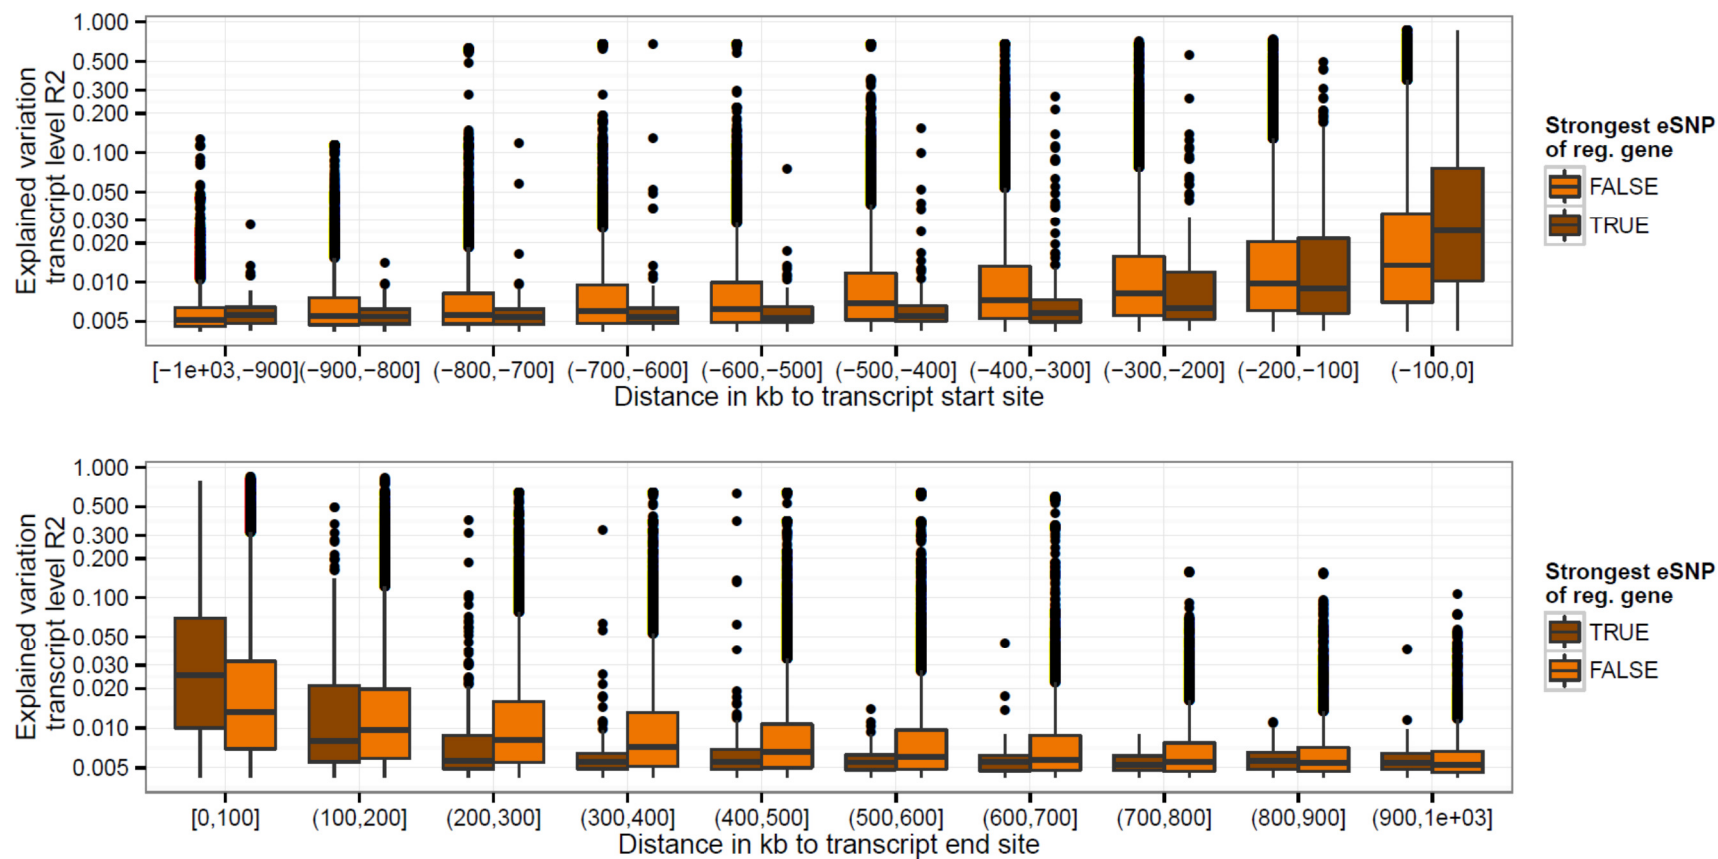 Explained variation
transcript level R2
1.000
0.500
0.300
0.200
0.100
0.050
0.030
0.020
0.010
0.005
[−1e+03,−900]
(−900,−800]
(−800,−700]
(−700,−600]
(−600,−500]
(−500,−400]
(−400,−300]
(−300,−200]
(−200,−100]
(−100,0]
Distance in kb to transcript start site
Strongest eSNP
of reg. gene
FALSE
TRUE
Explained variation
transcript level R2
1.000
0.500
0.300
0.200
0.100
0.050
0.030
0.020
0.010
0.005
[0,100]
(100,200]
(200,300]
(300,400]
(400,500]
(500,600]
(600,700]
(700,800]
(800,900]
(900,1e+03]
Distance in kb to transcript end site
Strongest eSNP
of reg. gene
TRUE
FALSE